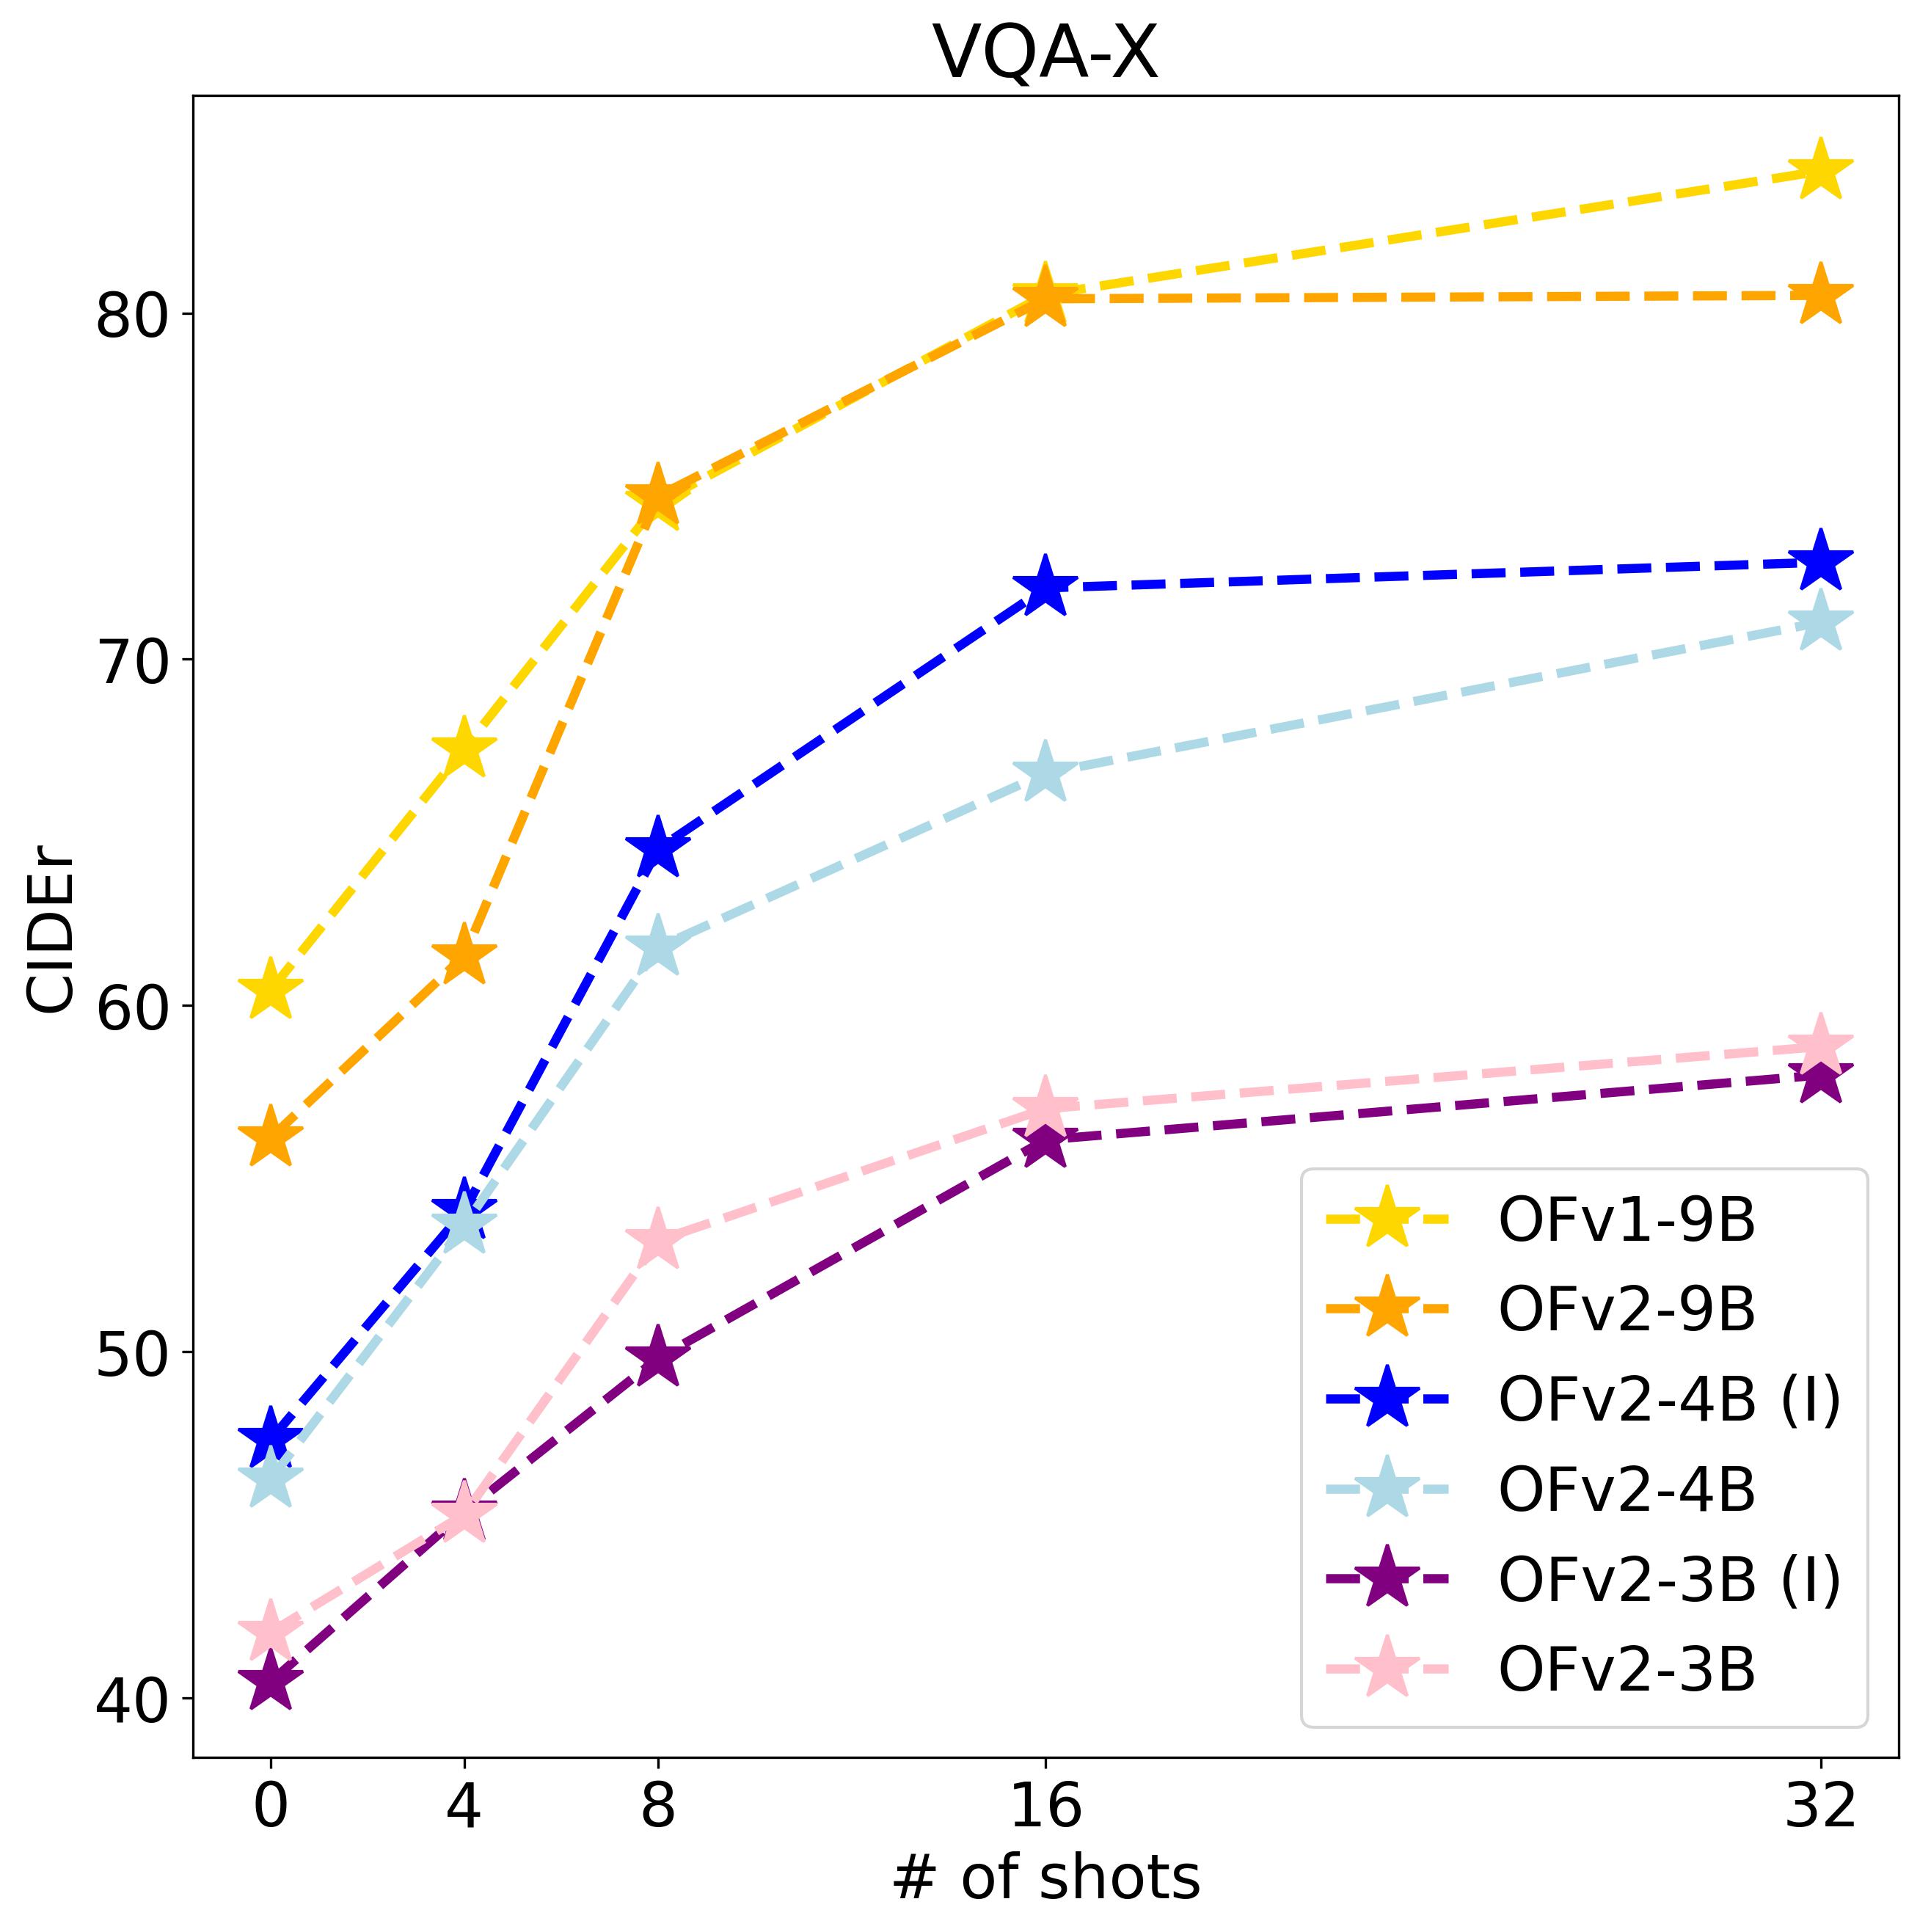 VQA-X
CIDEr
80
70
60
50
40
0 4 8 16 32
# of shots
OFv1-9B
OFv2-9B
OFv2-4B (I)
OFv2-4B
OFv2-3B (I)
OFv2-3B